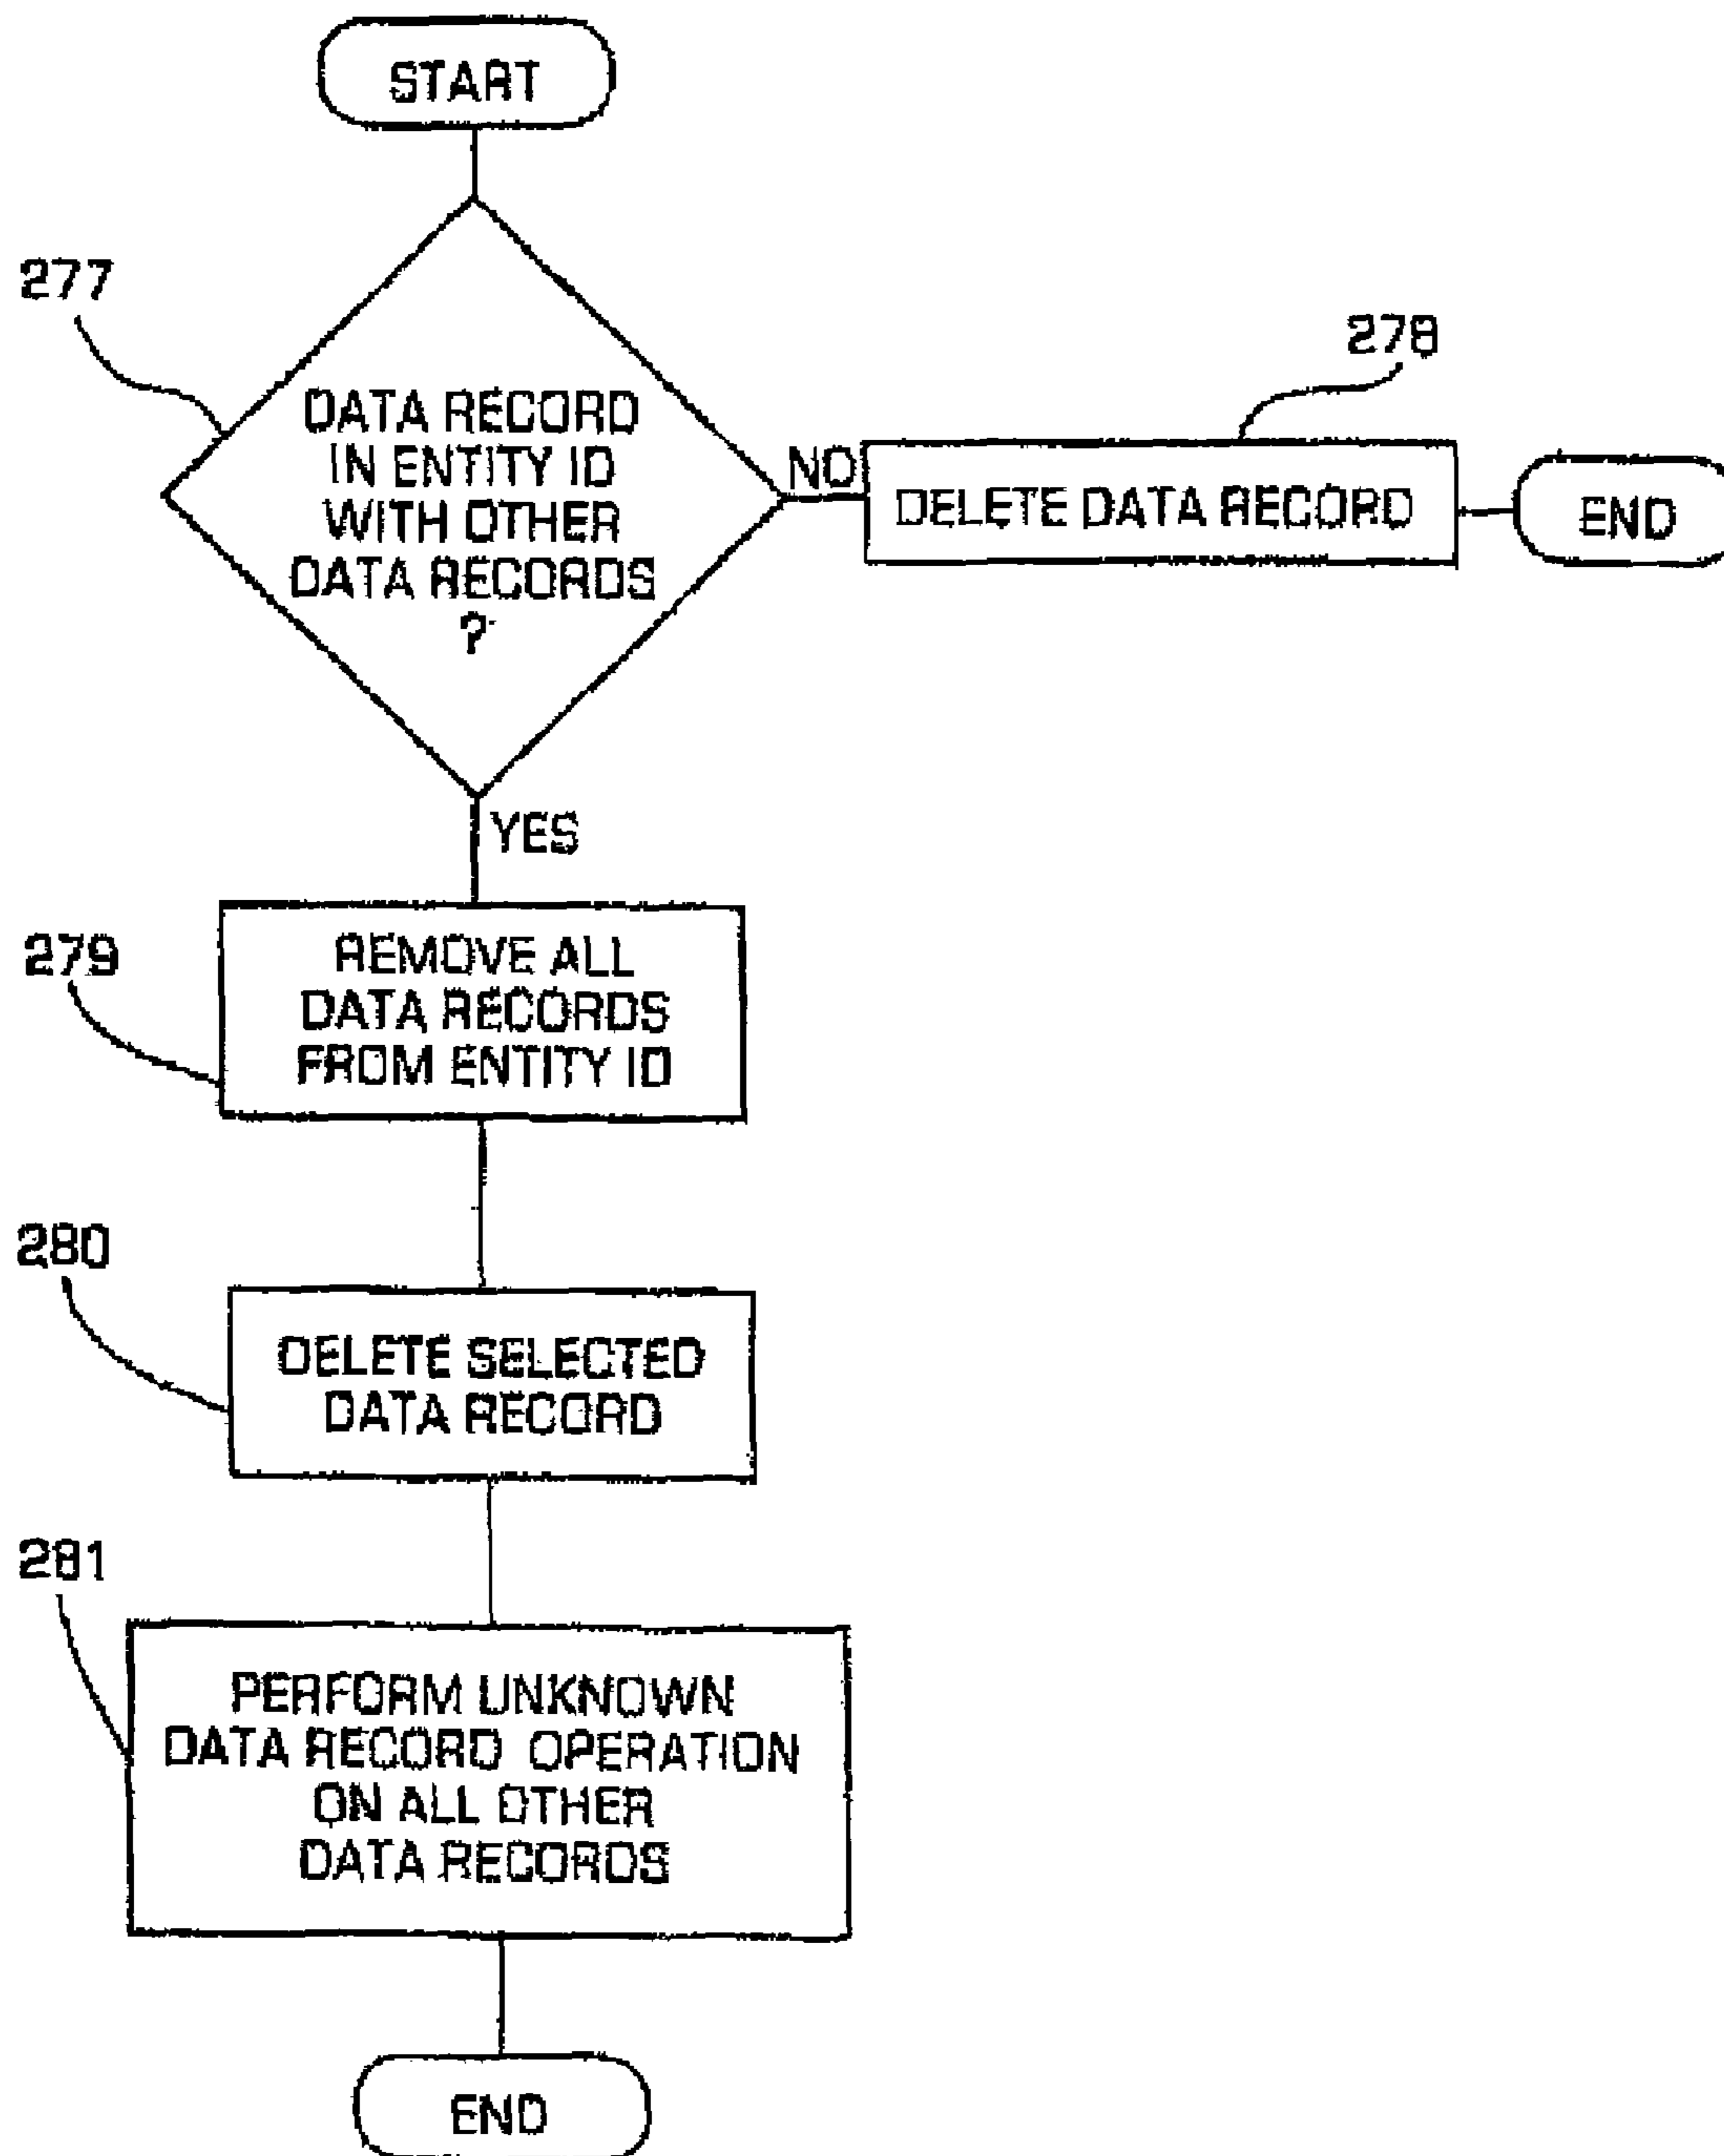 START
277
DATA RECORD
IN ENTITY ID
WITH OTHER
DATA RECORDS
?
NO
278
DELETE DATA RECORD
END
YES
279
REMOVE ALL
DATA RECORDS
FROM ENTITY ID
280
DELETE SELECTED
DATA RECORD
281
PERFORM UNKNOWN
DATA RECORD OPERATION
ON ALL OTHER
DATA RECORDS
END